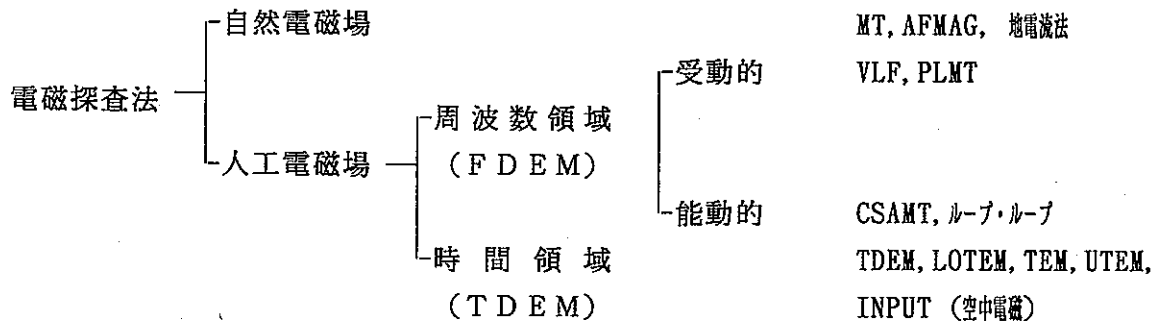 自然電磁場 MT, AFMAG, 地電流法
受動的 VLF, PLMT
電磁探査法
周波数領域
人工電磁場 (FDEM)
能動的 CSAMT, ループ・ループ
時間領域 TDEM, LOTEM, TEM, UTEM,
(TDEM) INPUT (空中電磁)